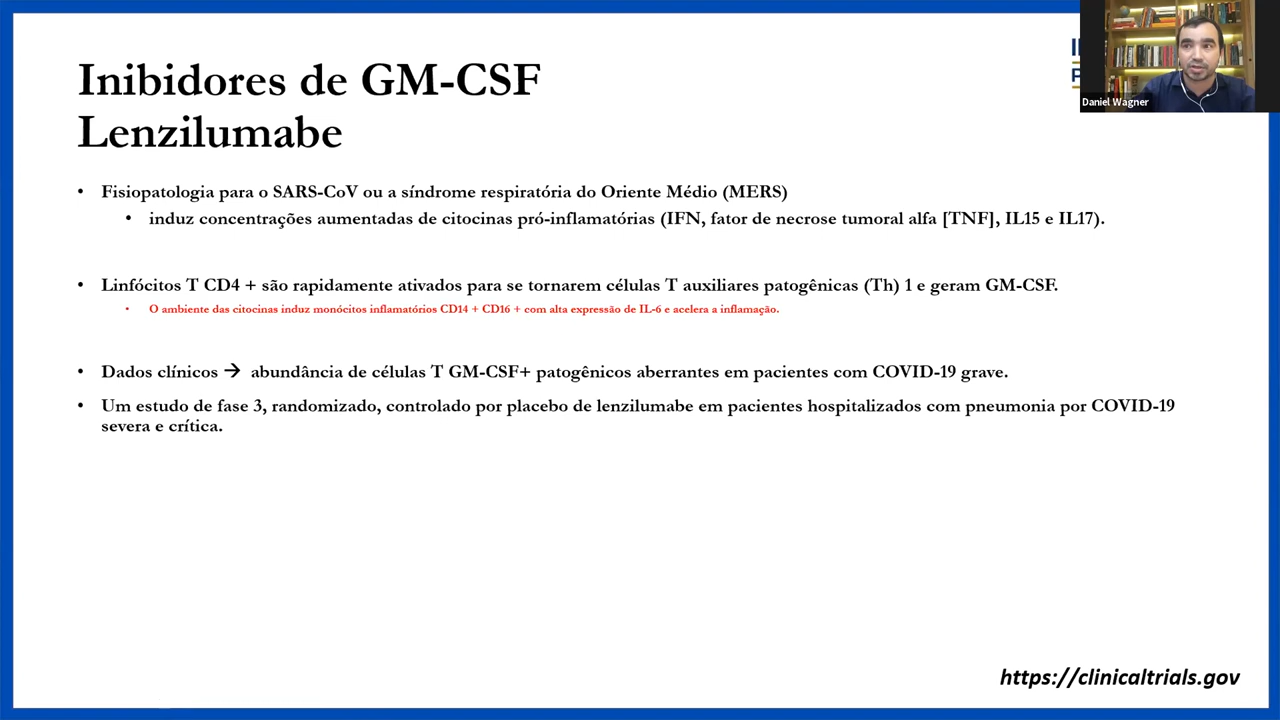 Inibidores de GM-CSF
Lenzilumabe
• Fisiopatologia para o SARS-CoV ou a síndrome respiratória do Oriente Médio (MERS)
• induz concentrações aumentadas de citocinas pró-inflamatórias (IFN, fator de necrose tumoral alfa [TNF], IL15 e IL17).
• Linfócitos T CD4 + são rapidamente ativados para se tornarem células T auxiliares patogênicas (Th) 1 e geram GM-CSF.
• O ambiente das citocinas induz monócitos inflamatórios CD14 + CD16 + com alta expressão de IL-6 e acelera a inflamação.
• Dados clínicos → abundância de células T GM-CSF+ patogênicos aberrantes em pacientes com COVID-19 grave.
• Um estudo de fase 3, randomizado, controlado por placebo de lenzilumabe em pacientes hospitalizados com pneumonia por COVID-19
severa e crítica.
https://clinicaltrials.gov
Daniel Wagner